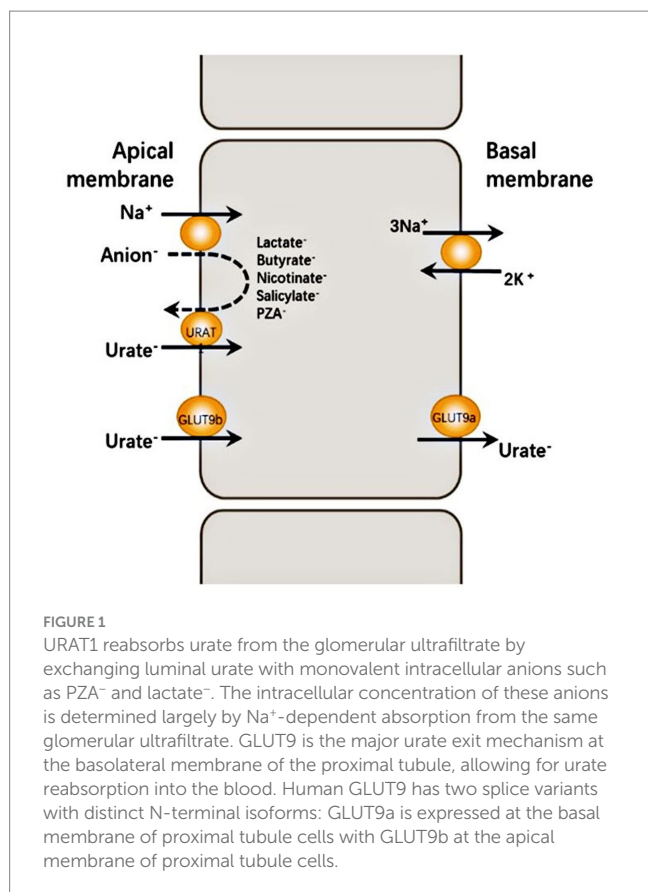 Apical
membrane
Basal
membrane
Na⁺
3Na⁺
Anion⁻
Lactate⁻
Butyrate⁻
Nicotinate⁻
Salicylate⁻
PZA⁻
2K⁺
URAT
1
Urate⁻
GLUT9b
GLUT9a
Urate⁻
Urate⁻
FIGURE 1
URAT1 reabsorbs urate from the glomerular ultrafiltrate by
exchanging luminal urate with monovalent intracellular anions such
as PZA⁻ and lactate⁻. The intracellular concentration of these anions
is determined largely by Na⁺-dependent absorption from the same
glomerular ultrafiltrate. GLUT9 is the major urate exit mechanism at
the basolateral membrane of the proximal tubule, allowing for urate
reabsorption into the blood. Human GLUT9 has two splice variants
with distinct N-terminal isoforms: GLUT9a is expressed at the basal
membrane of proximal tubule cells with GLUT9b at the apical
membrane of proximal tubule cells.